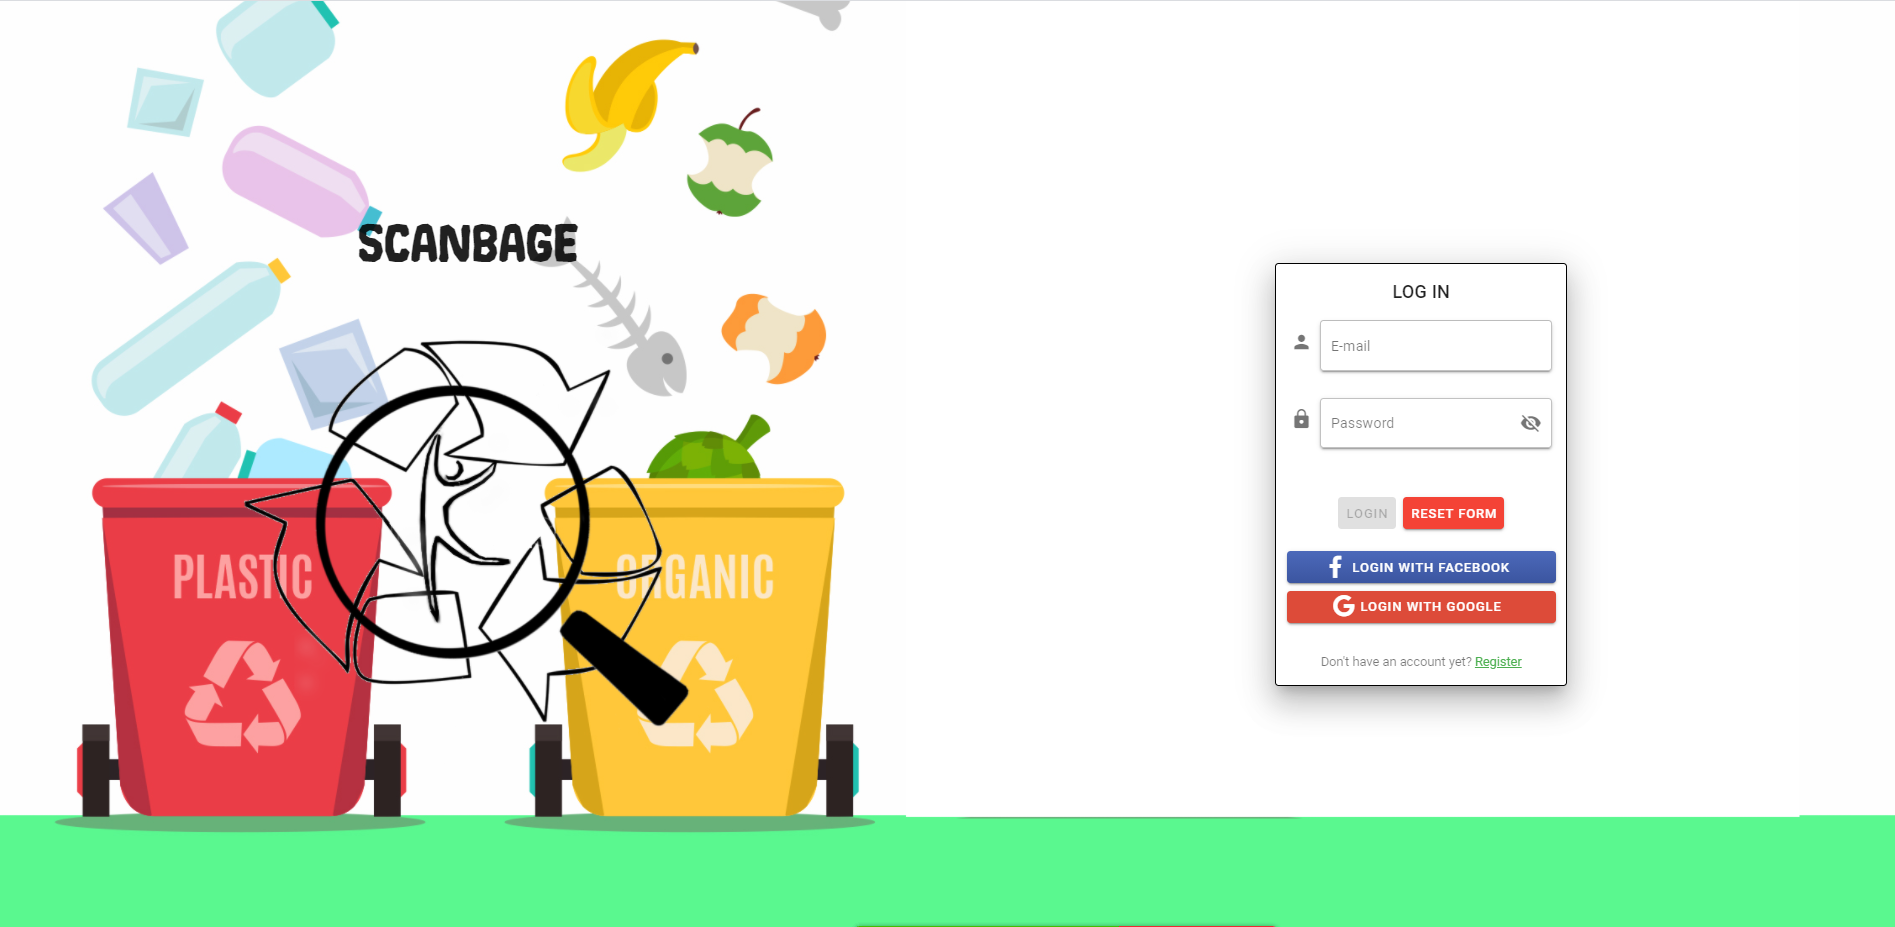 SCANBAGE
PLASTIC
ORGANIC
LOG IN
E-mail
Password
LOGIN
RESET FORM
LOGIN WITH FACEBOOK
LOGIN WITH GOOGLE
Don't have an account yet? Register